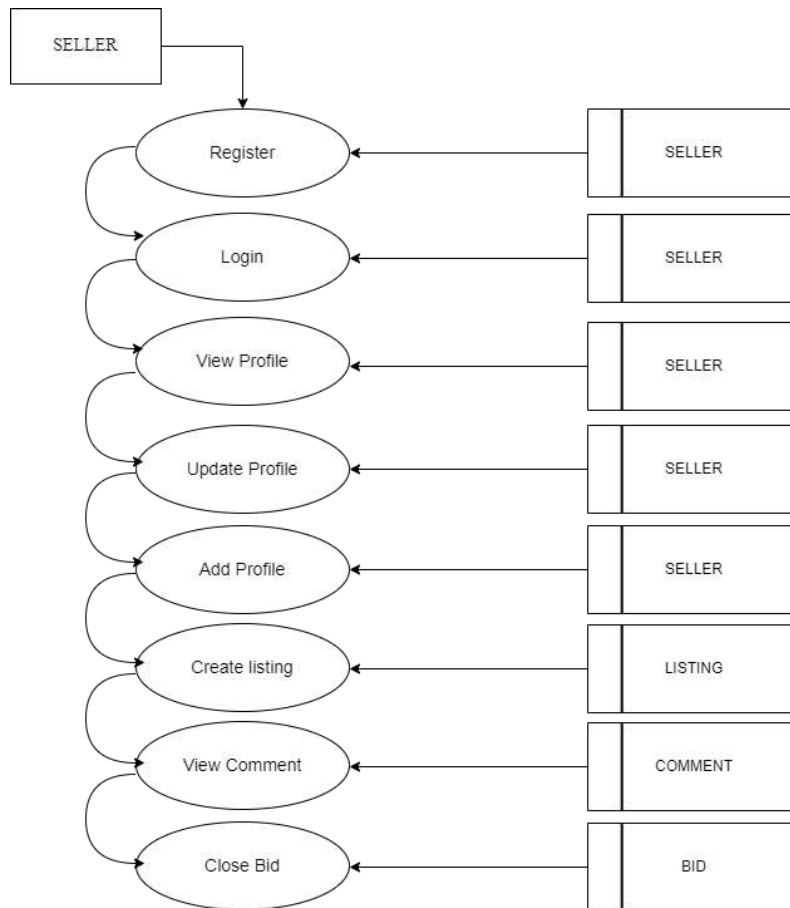 SELLER
Register
SELLER
Login
SELLER
View Profile
SELLER
Update Profile
SELLER
Add Profile
SELLER
Create listing
LISTING
View Comment
COMMENT
Close Bid
BID